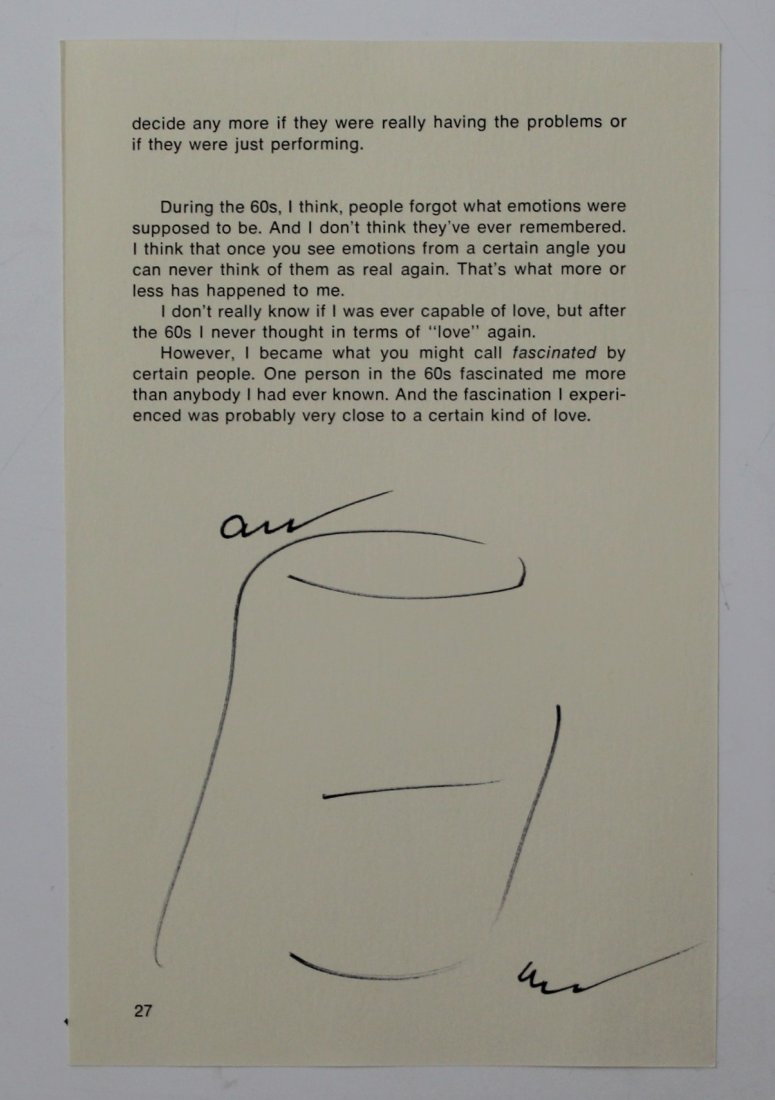 decide any more if they were really having the problems or
if they were just performing.
During the 60s, I think, people forgot what emotions were
supposed to be. And I don't think they've ever remembered.
I think that once you see emotions from a certain angle you
can never think of them as real again. That's what more or
less has happened to me.
I don't really know if I was ever capable of love, but after
the 60s I never thought in terms of "love" again.
However, I became what you might call fascinated by
certain people. One person in the 60s fascinated me more
than anybody I had ever known. And the fascination I experi-
enced was probably very close to a certain kind of love.
27